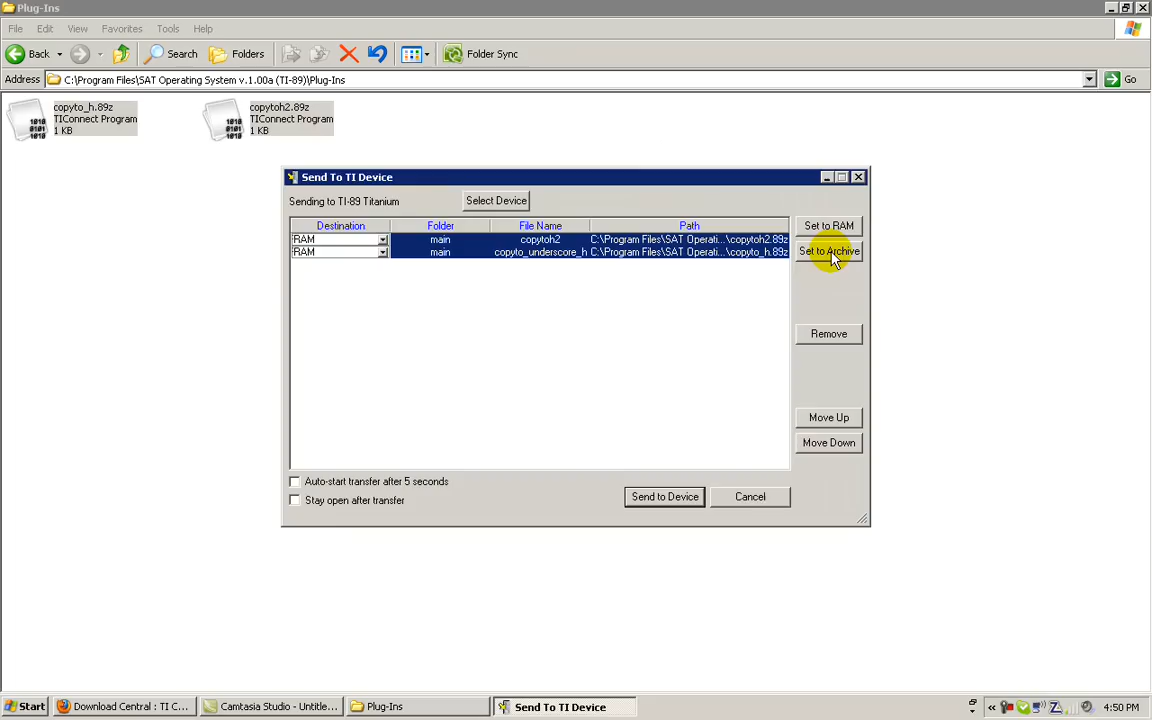 Plug-Ins
File Edit View Favorites Tools Help
Back Search Folders Folder Sync
Address C:\Program Files\SAT Operating System v.1.00a (TI-89)\Plug-Ins Go
copyto_h.89z
TIConnect Program
1 KB
copytoh2.89z
TIConnect Program
1 KB
Send To TI Device
Sending to TI-89 Titanium Select Device
Destination Folder File Name Path
RAM main copytoh2 C:\Program Files\SAT Operati...\copytoh2.89z
RAM main copyto_underscore_h C:\Program Files\SAT Operati...\copyto_h.89z
Set to RAM
Set to Archive
Remove
Move Up
Move Down
Auto-start transfer after 5 seconds
Stay open after transfer
Send to Device Cancel
Start Download Central : TI C... Camtasia Studio - Untitle... Plug-Ins Send To TI Device 4:50 PM